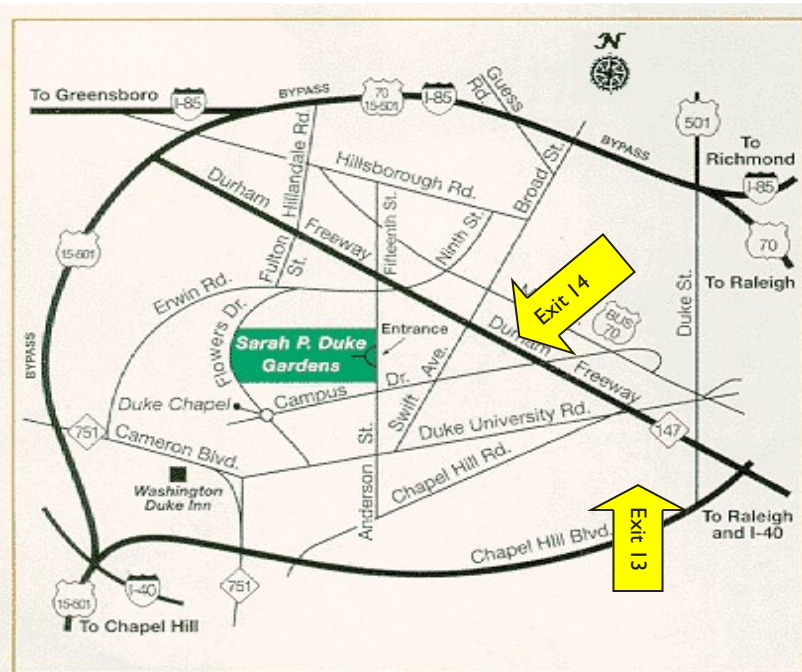 N
To Greensboro
I-85
BYPASS
70
15-501
I-85
Guess
Rd.
BYPASS
501
To
Richmond
I-85
70
To Raleigh
Hillandale Rd.
Hillsborough Rd.
Broad St.
Durham Freeway
Fulton
St.
Fifteenth St.
Ninth St.
15-501
BYPASS
Erwin Rd.
Flowers Dr.
Sarah P. Duke
Gardens
Entrance
Exit 14
BUS
70
Duke St.
Durham Freeway
Campus Dr.
Swift Ave.
Duke Chapel
751
Cameron Blvd.
Duke University Rd.
147
Washington
Duke Inn
Anderson St.
Chapel Hill Rd.
Exit 13
To Raleigh
and I-40
Chapel Hill Blvd.
751
I-40
15-501
To Chapel Hill